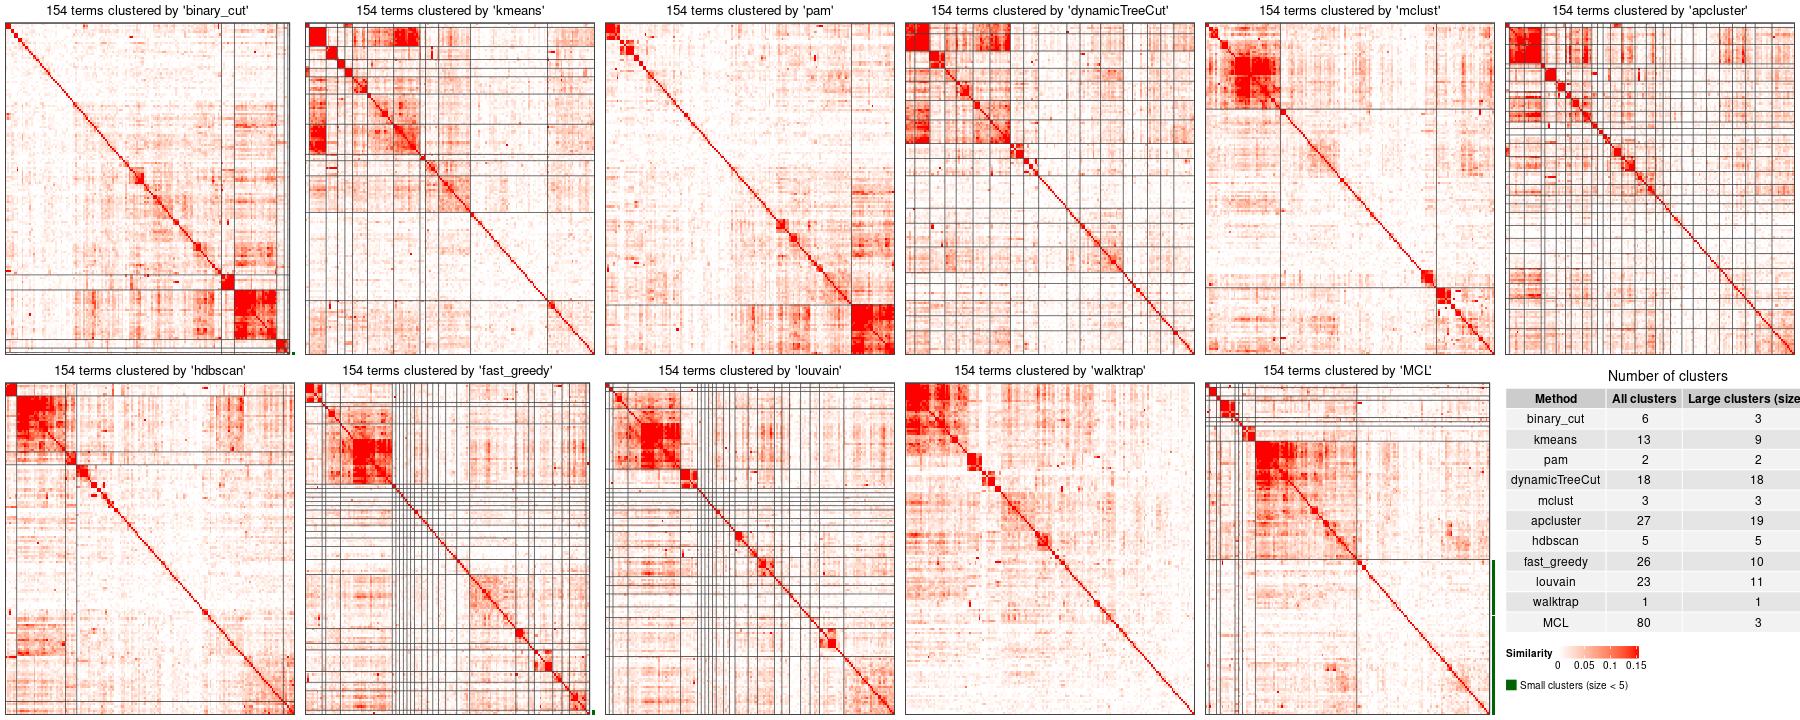 154 terms clustered by 'binary_cut'
154 terms clustered by 'kmeans'
154 terms clustered by 'pam'
154 terms clustered by 'dynamicTreeCut'
154 terms clustered by 'mclust'
154 terms clustered by 'apcluster'
154 terms clustered by 'hdbscan'
154 terms clustered by 'fast_greedy'
154 terms clustered by 'louvain'
154 terms clustered by 'walktrap'
154 terms clustered by 'MCL'
Number of clusters
Method All clusters Large clusters (size
binary_cut 6 3
kmeans 13 9
pam 2 2
dynamicTreeCut 18 18
mclust 3 3
apcluster 27 19
hdbscan 5 5
fast_greedy 26 10
louvain 23 11
walktrap 1 1
MCL 80 3
Similarity
0 0.05 0.1 0.15
Small clusters (size < 5)